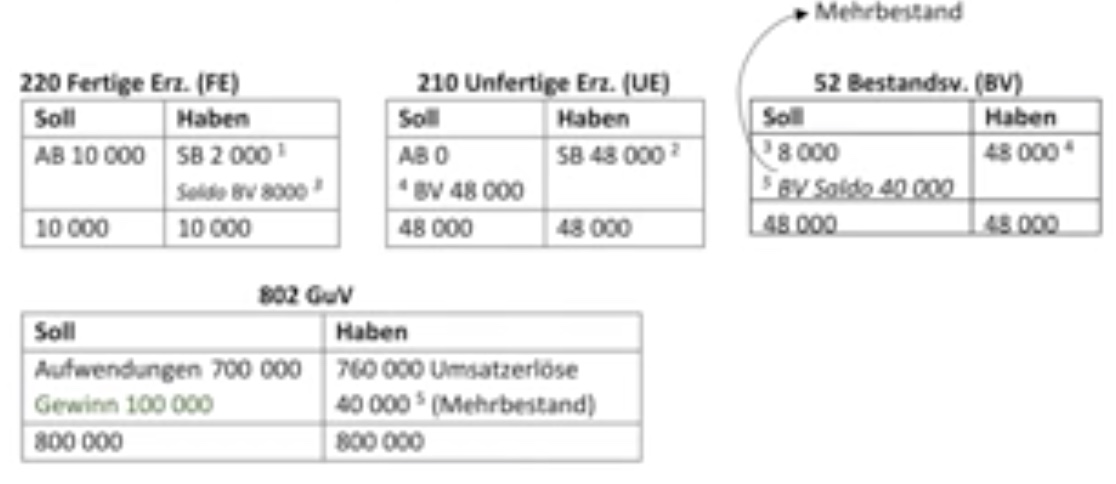 Mehrbestand
220 Fertige Erz. (FE)
Soll Haben
AB 10 000 SB 2 000 ¹
Saldo BV 8000 ³
10 000 10 000
210 Unfertige Erz. (UE)
Soll Haben
AB 0 SB 48 000 ²
⁴ BV 48 000
48 000 48 000
52 Bestandsv. (BV)
Soll Haben
³ 8 000 48 000 ⁴
⁵ BV Saldo 40 000
48 000 48 000
802 GuV
Soll Haben
Aufwendungen 700 000 760 000 Umsatzerlöse
Gewinn 100 000 40 000 ⁵ (Mehrbestand)
800 000 800 000